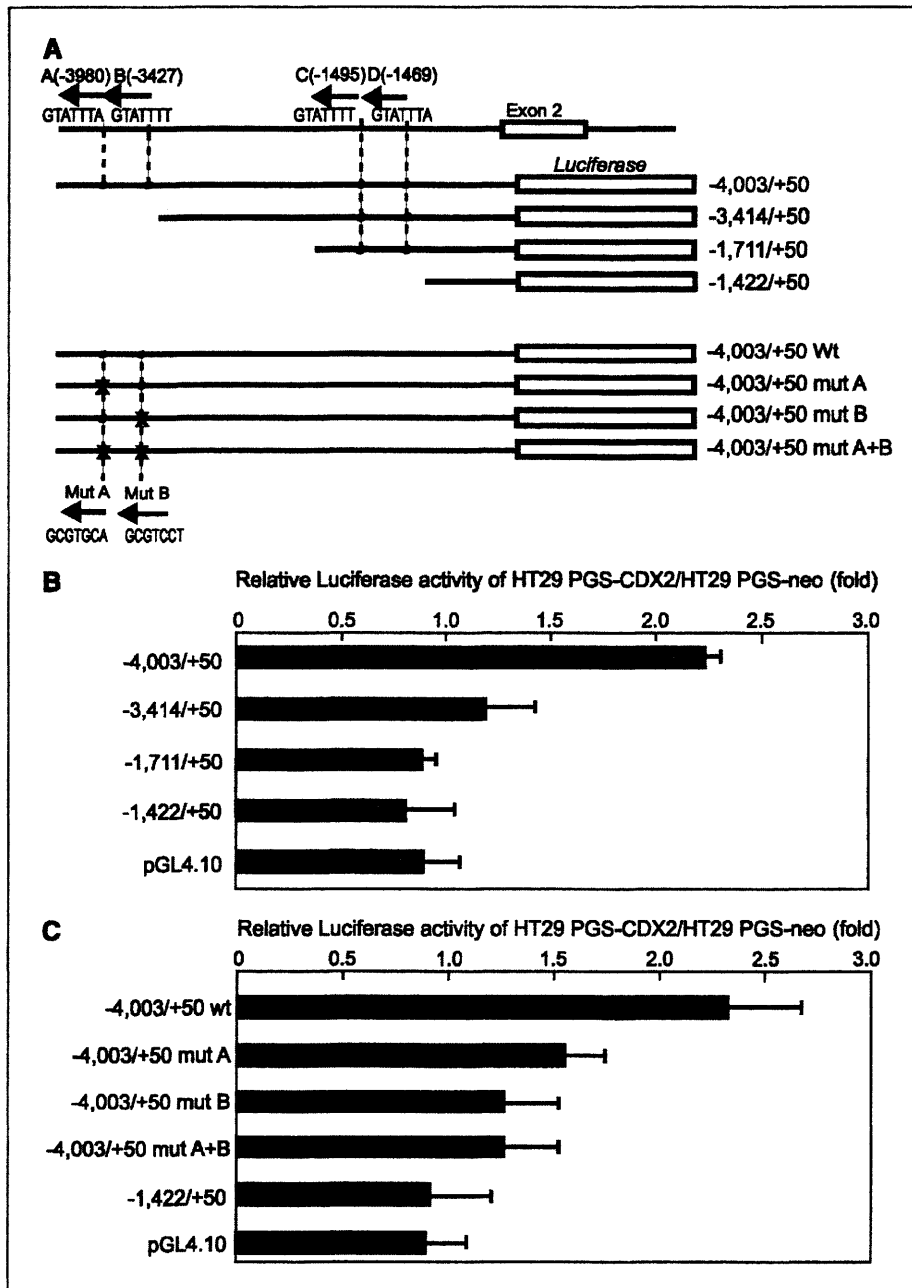 A
A(-3980) B(-3427) C(-1495) D(-1469)
GTATTTA GTATTTT GTATTTT GTATTTA
Exon 2
Luciferase
-4,003/+50
-3,414/+50
-1,711/+50
-1,422/+50
-4,003/+50 Wt
-4,003/+50 mut A
-4,003/+50 mut B
-4,003/+50 mut A+B
Mut A Mut B
GCGTGCA GCGTCCT
B
Relative Luciferase activity of HT29 PGS-CDX2/HT29 PGS-neo (fold)
0 0.5 1.0 1.5 2.0 2.5 3.0
-4,003/+50
-3,414/+50
-1,711/+50
-1,422/+50
pGL4.10
C
Relative Luciferase activity of HT29 PGS-CDX2/HT29 PGS-neo (fold)
0 0.5 1.0 1.5 2.0 2.5 3.0
-4,003/+50 wt
-4,003/+50 mut A
-4,003/+50 mut B
-4,003/+50 mut A+B
-1,422/+50
pGL4.10